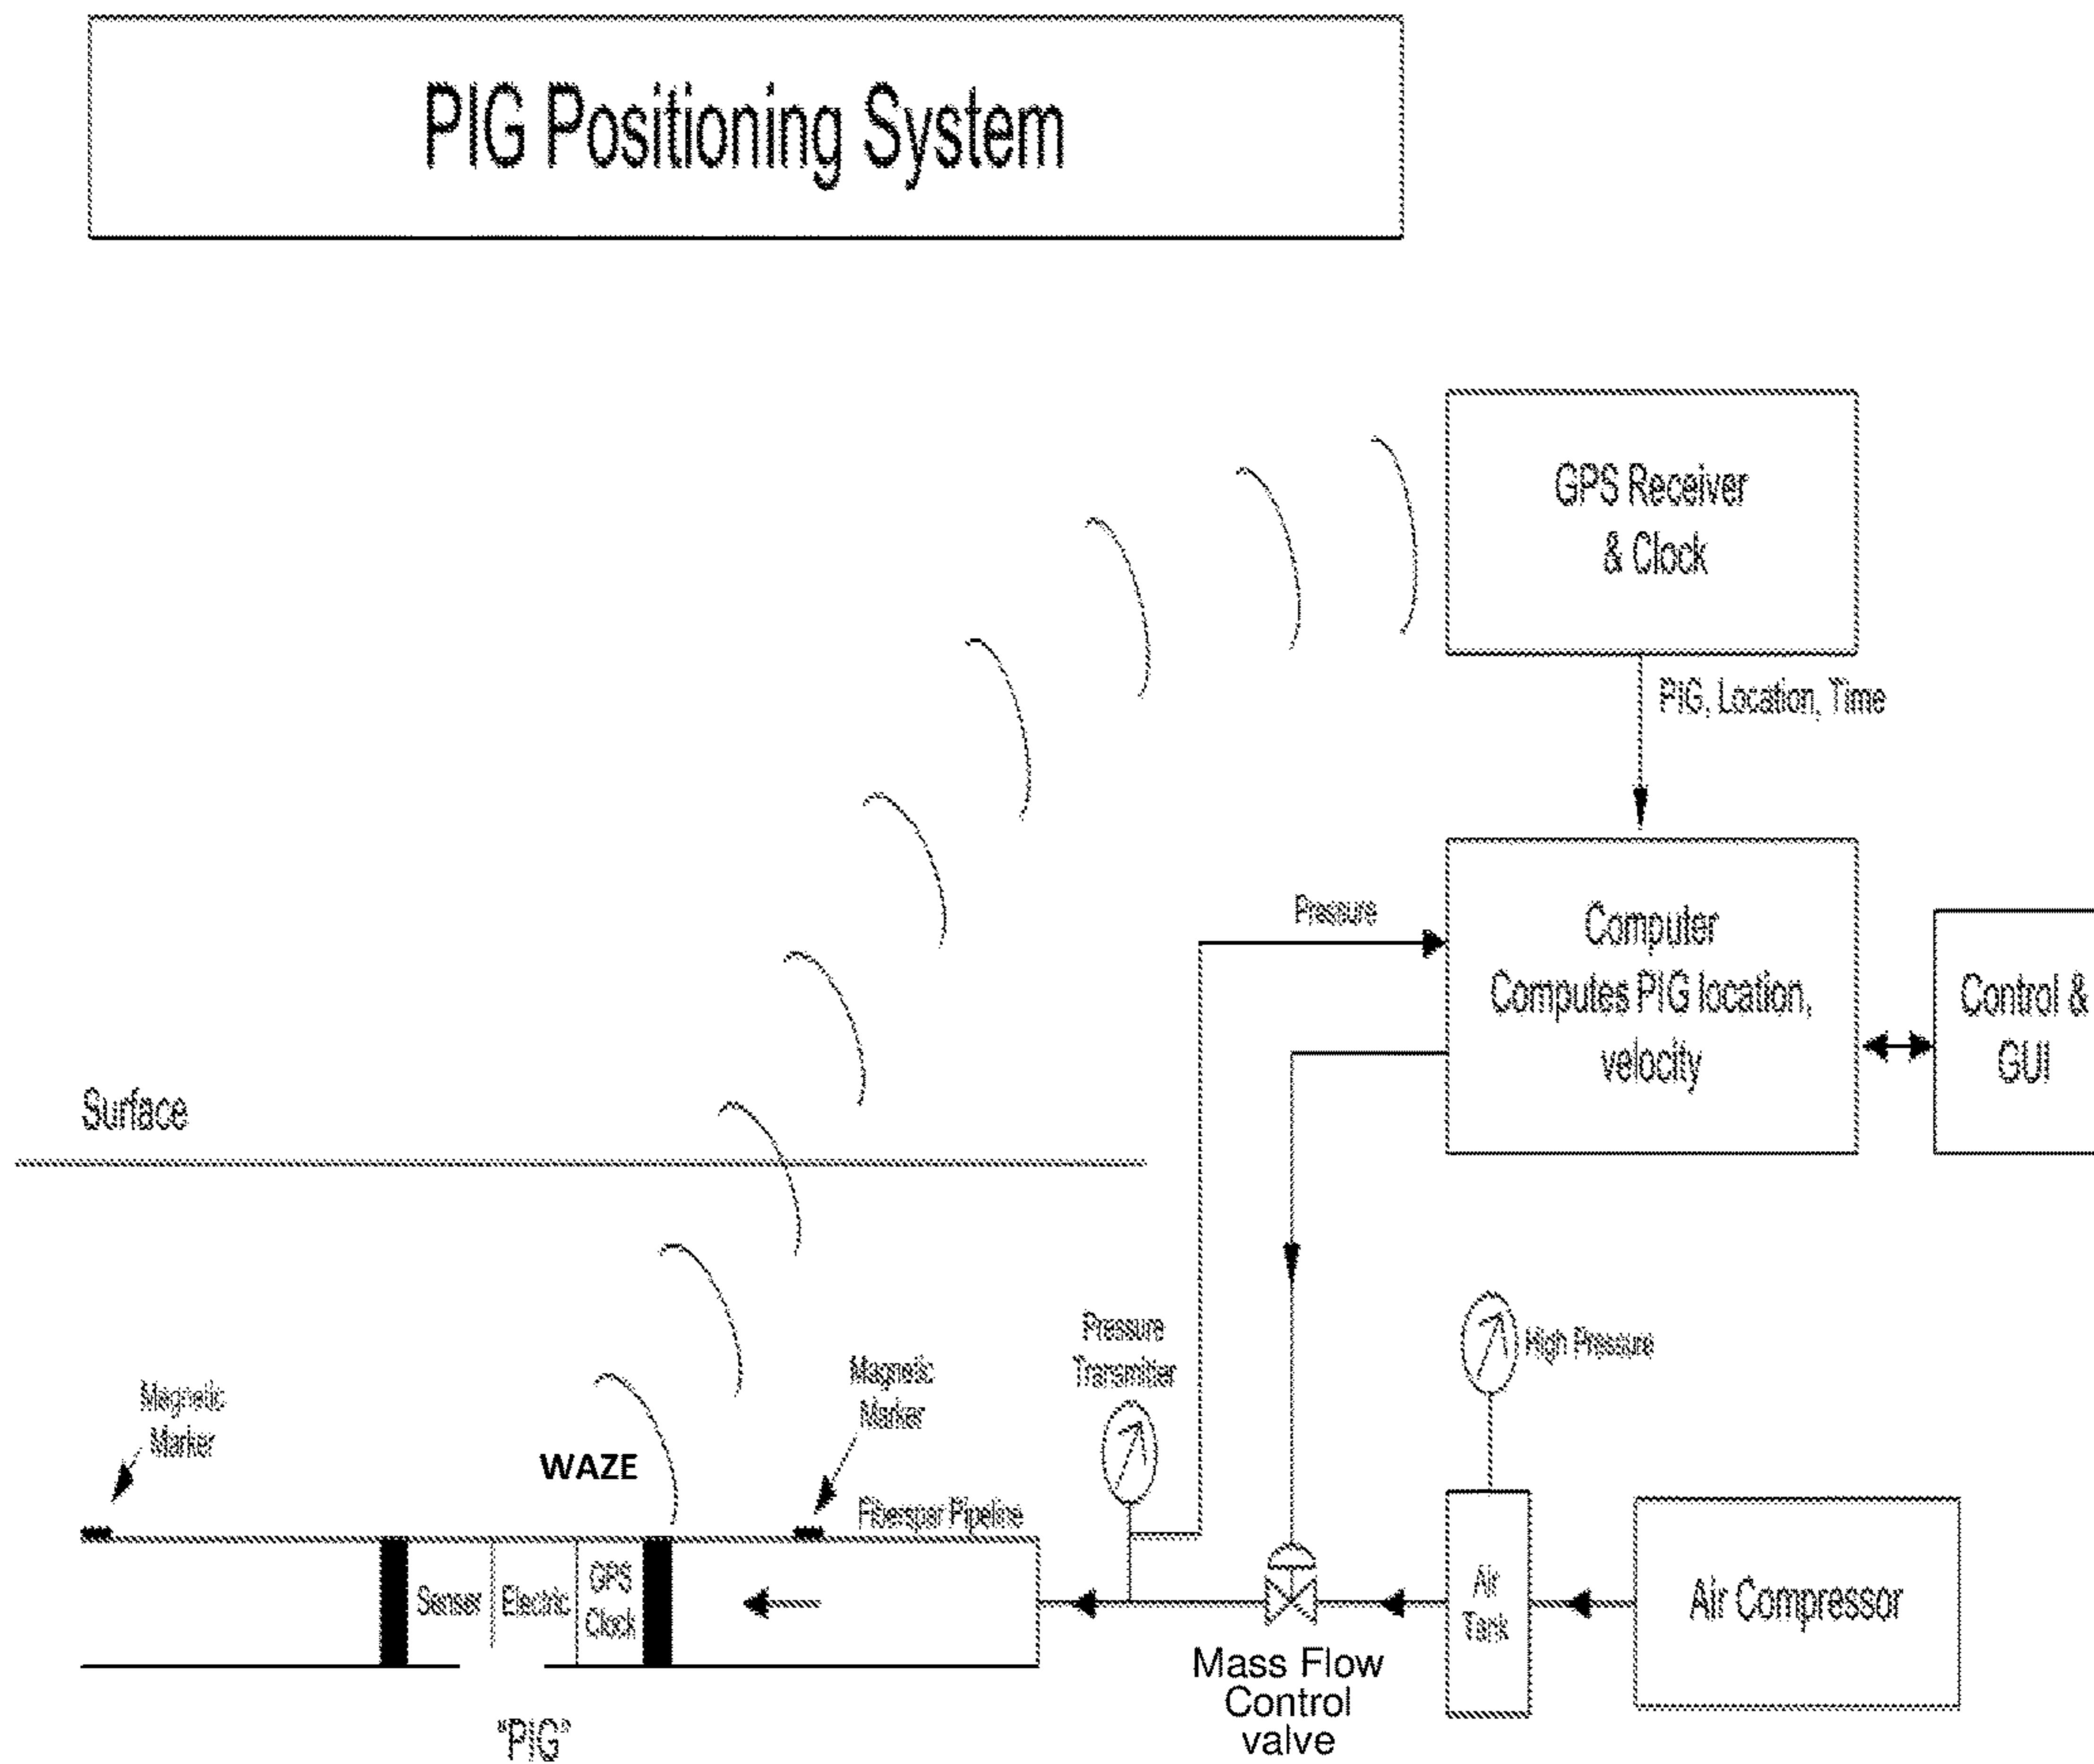 PIG Positioning System
GPS Receiver
& Clock
PIG, Location, Time
Pressure
Computer
Computes PIG location,
velocity
Control &
GUI
Surface
Pressure
Transmitter
High Pressure
Magnetic
Marker
Magnetic
Marker
WAZE
Fiberspar Pipeline
Senser
Electric
GPS
Clock
Air
Tank
Air Compressor
Mass Flow
Control
valve
"PIG"